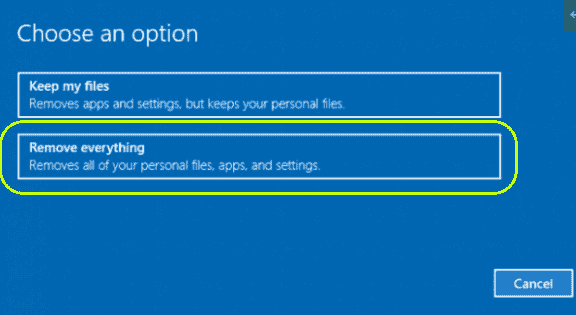 Choose an option
Keep my files
Removes apps and settings, but keeps your personal files.
Remove everything
Removes all of your personal files, apps, and settings.
Cancel